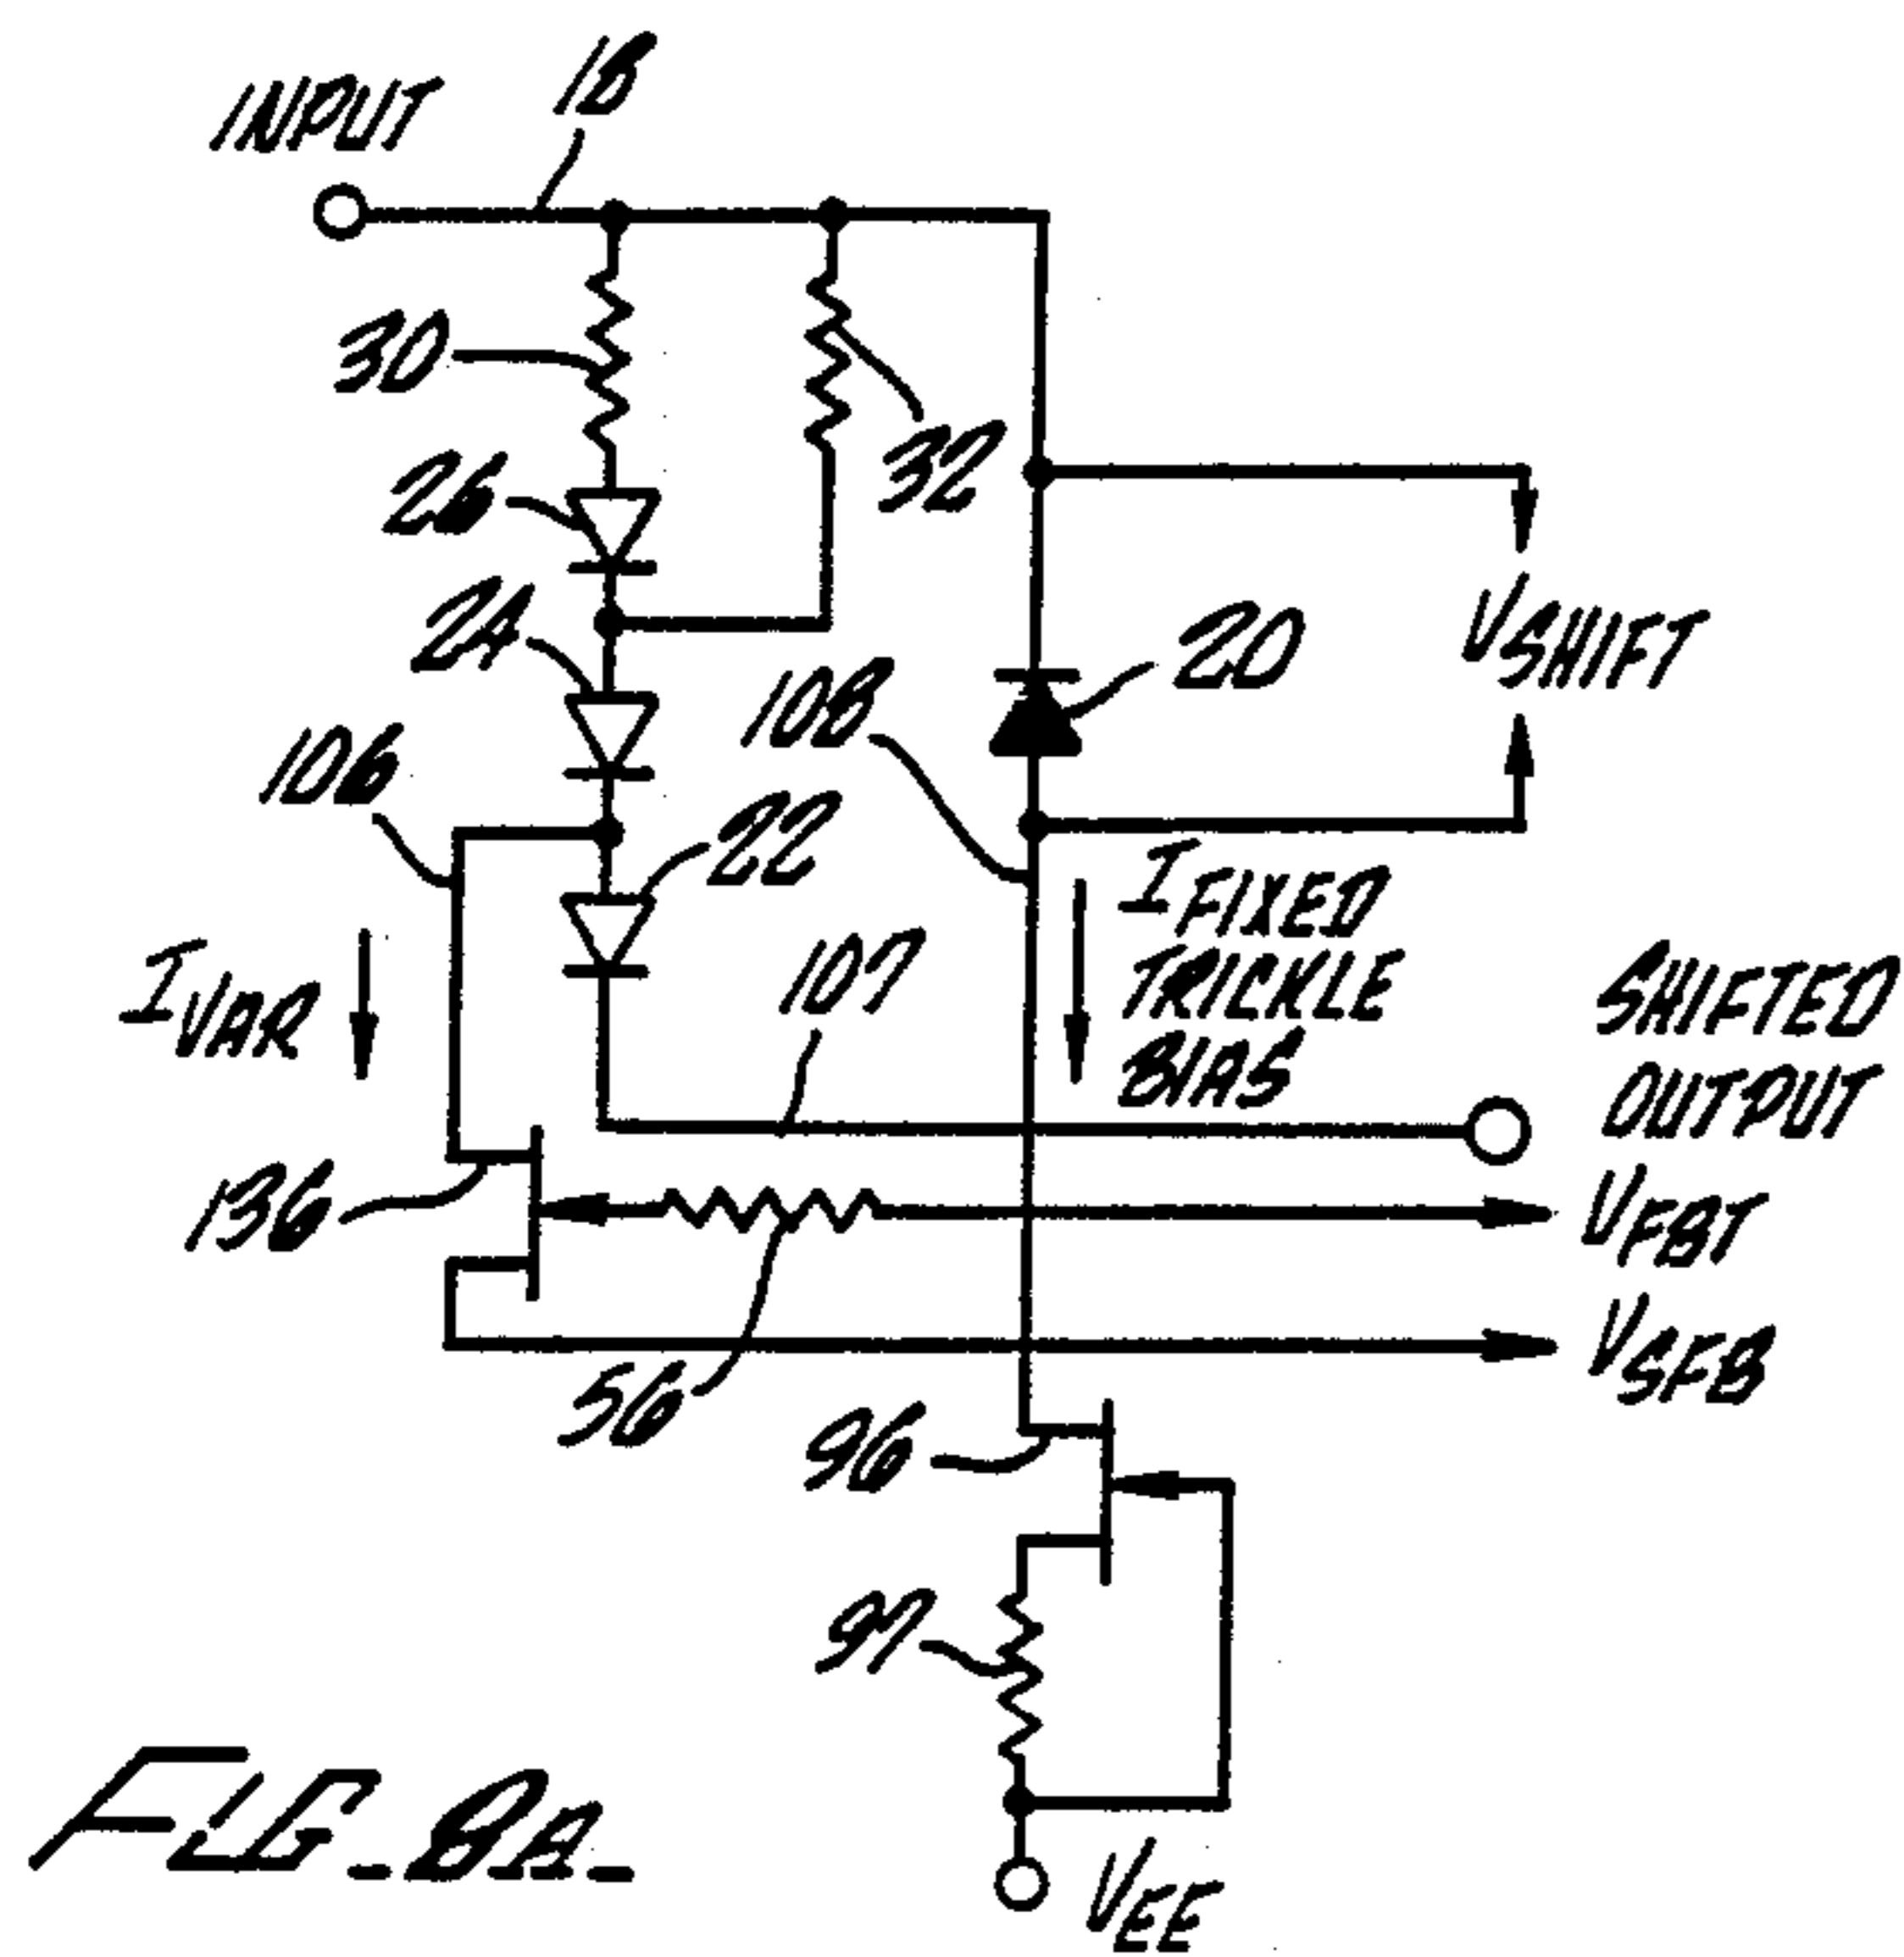 INPUT
18
30
32
26
24
20
VSHIFT
106
108
22
IFIXED
TRICKLE
BIAS
IVAR
107
SHIFTED
OUTPUT
136
VFBT
VSFB
56
96
97
FIG_8A_
VEE